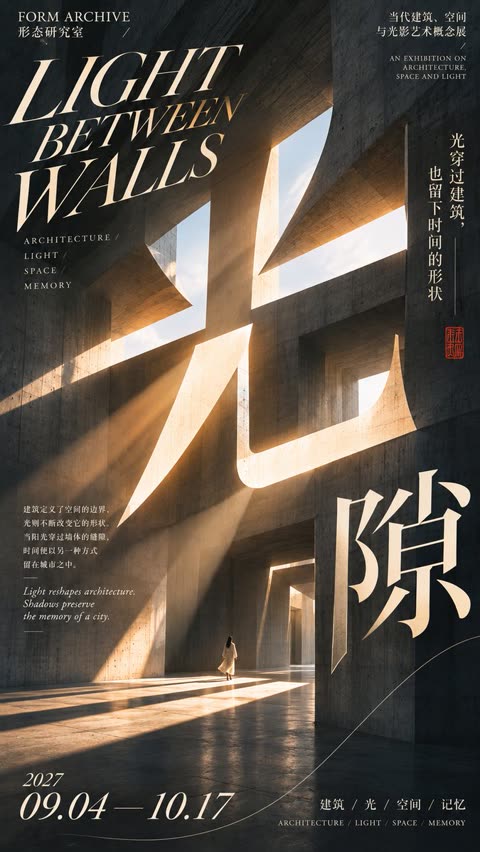 FORM ARCHIVE
形态研究室 /
当代建筑、空间
与光影艺术概念展
/
AN EXHIBITION ON
ARCHITECTURE,
SPACE AND LIGHT
LIGHT
BETWEEN
WALLS
ARCHITECTURE /
LIGHT /
SPACE /
MEMORY
光穿过建筑，
也留下时间的形状
光
隙
建筑定义了空间的边界，
光则不断改变它的形状。
当阳光穿过墙体的缝隙，
时间便以另一种方式
留在城市之中。
Light reshapes architecture.
Shadows preserve
the memory of a city.
2027
09.04 — 10.17
建筑 / 光 / 空间 / 记忆
ARCHITECTURE / LIGHT / SPACE / MEMORY